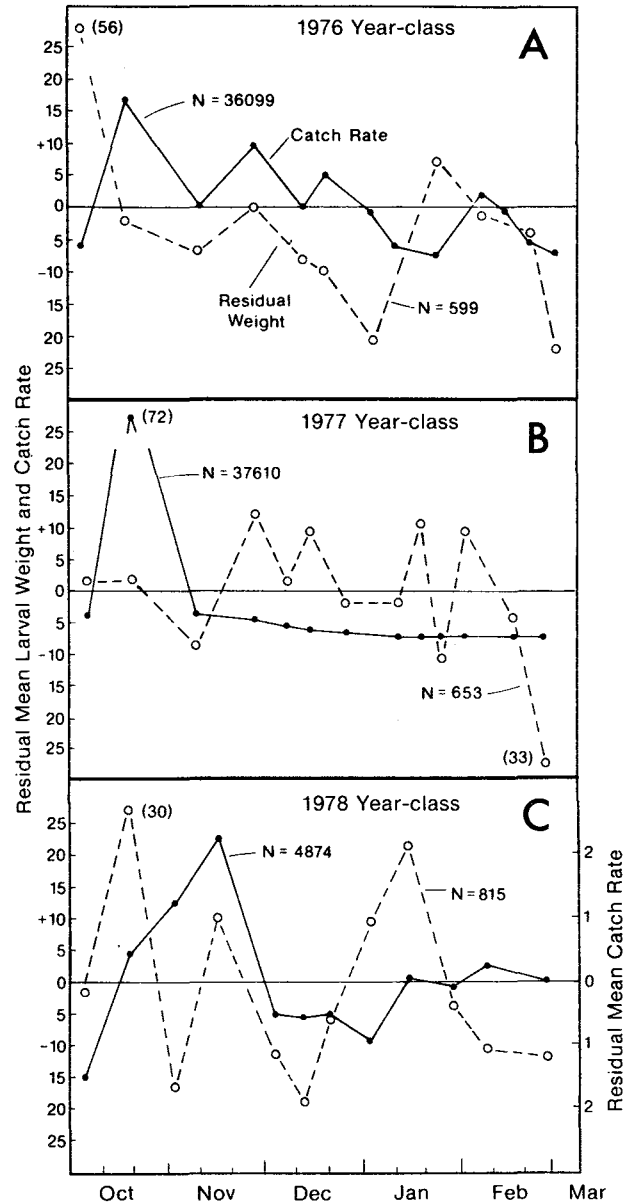 1976 Year-class
A
(56)
N = 36099
Catch Rate
Residual
Weight
N = 599
25
20
15
+10
5
0
5
-10
15
20
25
1977 Year-class
B
(72)
N = 37610
N = 653
(33)
25
20
15
+10
5
0
5
-10
15
20
25
1978 Year-class
C
(30)
N = 4874
N = 815
25
20
15
+10
5
0
5
-10
15
20
25
2
1
0
1
2
Residual Mean Larval Weight and Catch Rate
Residual Mean Catch Rate
Oct Nov Dec Jan Feb Mar